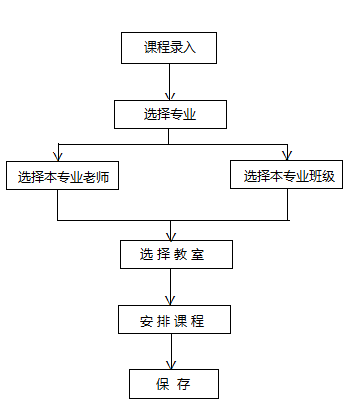 课程录入
选择专业
选择本专业老师
选择本专业班级
选 择 教 室
安 排 课 程
保 存